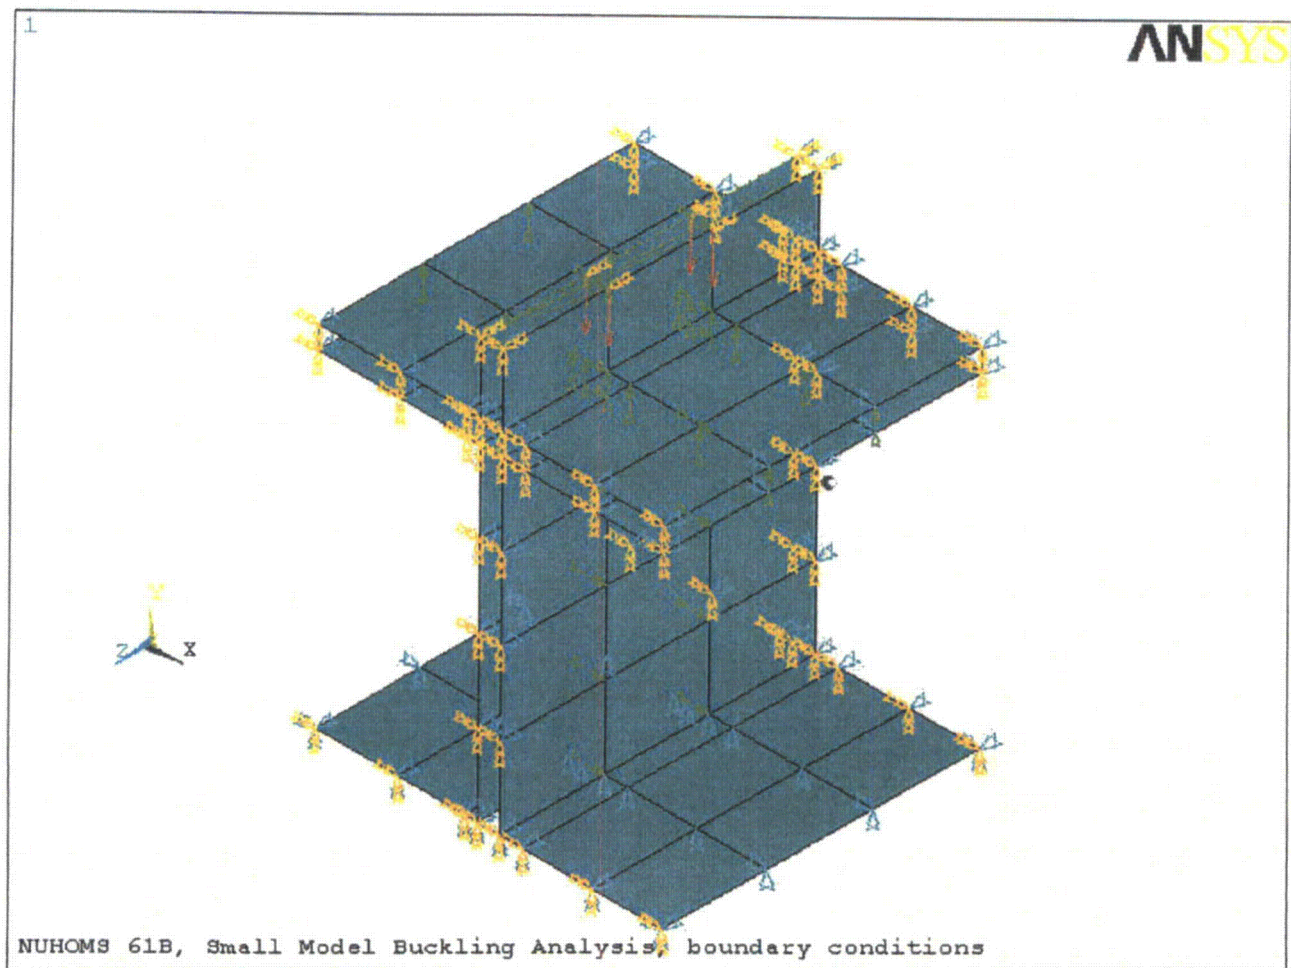 1
ANSYS
Y
Z X
NUHOMS 61B, Small Model Buckling Analysis, boundary conditions